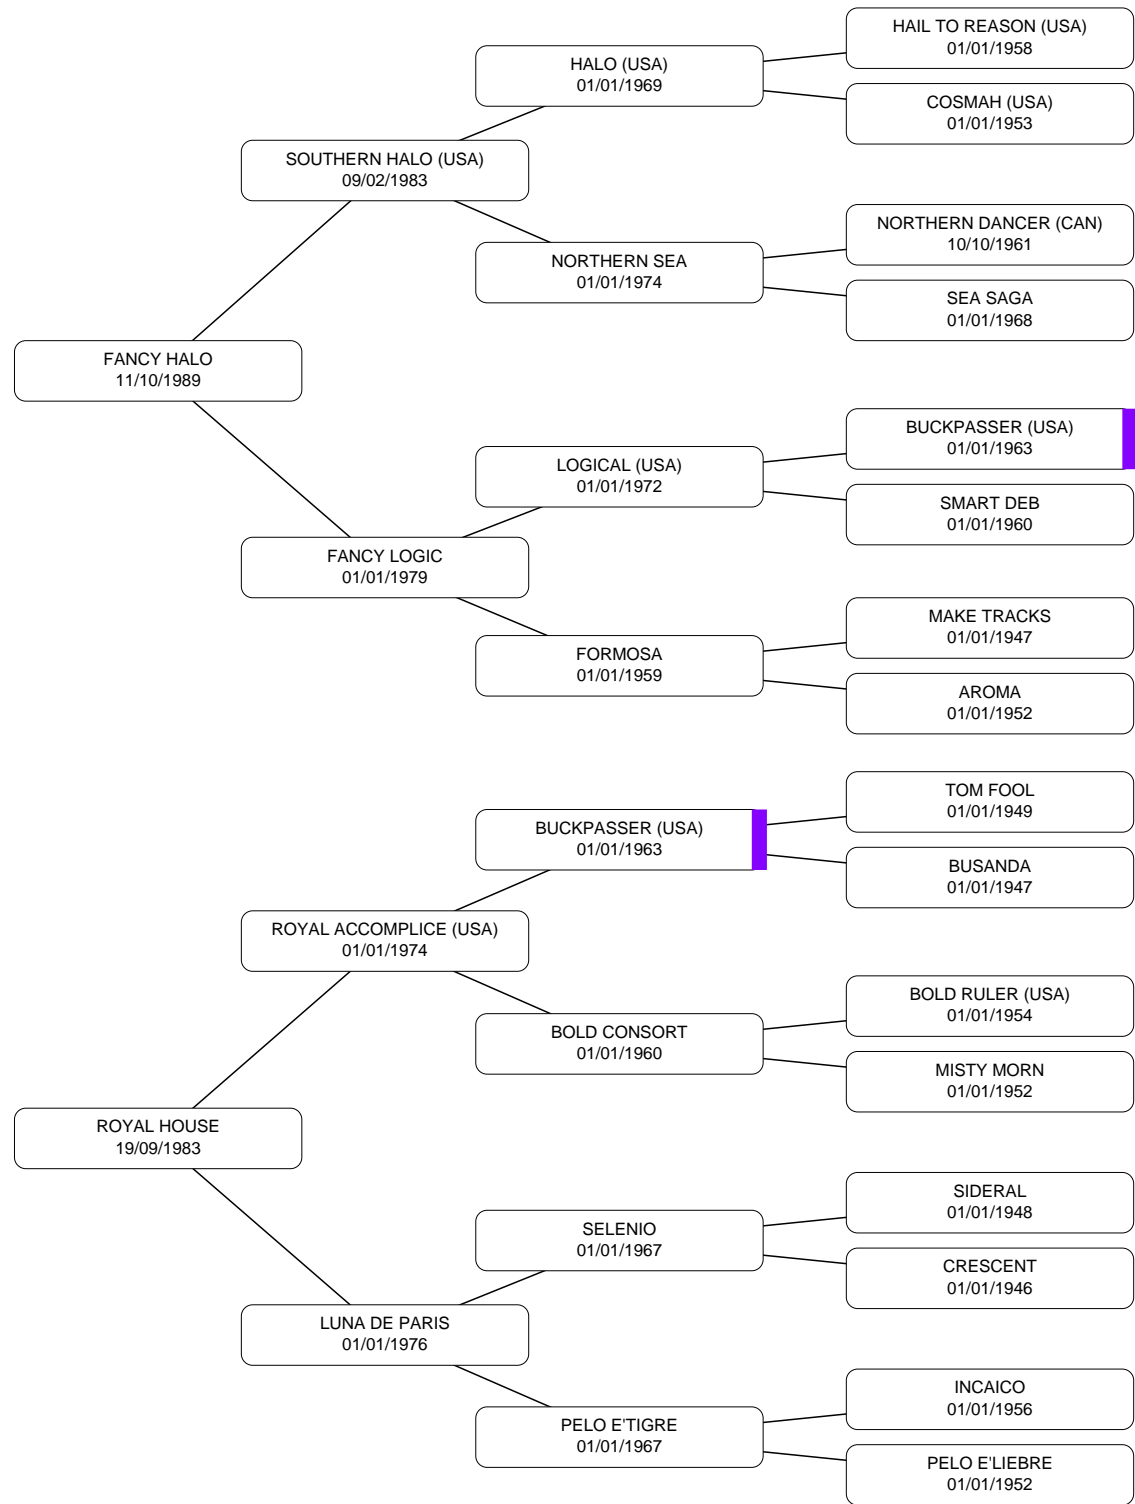 HAIL TO REASON (USA)
01/01/1958
HALO (USA)
01/01/1969
COSMAH (USA)
01/01/1953
SOUTHERN HALO (USA)
09/02/1983
NORTHERN DANCER (CAN)
10/10/1961
NORTHERN SEA
01/01/1974
SEA SAGA
01/01/1968
FANCY HALO
11/10/1989
BUCKPASSER (USA)
01/01/1963
LOGICAL (USA)
01/01/1972
SMART DEB
01/01/1960
FANCY LOGIC
01/01/1979
MAKE TRACKS
01/01/1947
FORMOSA
01/01/1959
AROMA
01/01/1952
TOM FOOL
01/01/1949
BUCKPASSER (USA)
01/01/1963
BUSANDA
01/01/1947
ROYAL ACCOMPLICE (USA)
01/01/1974
BOLD RULER (USA)
01/01/1954
BOLD CONSORT
01/01/1960
MISTY MORN
01/01/1952
ROYAL HOUSE
19/09/1983
SIDERAL
01/01/1948
SELENIO
01/01/1967
CRESCENT
01/01/1946
LUNA DE PARIS
01/01/1976
INCAICO
01/01/1956
PELO E'TIGRE
01/01/1967
PELO E'LIEBRE
01/01/1952